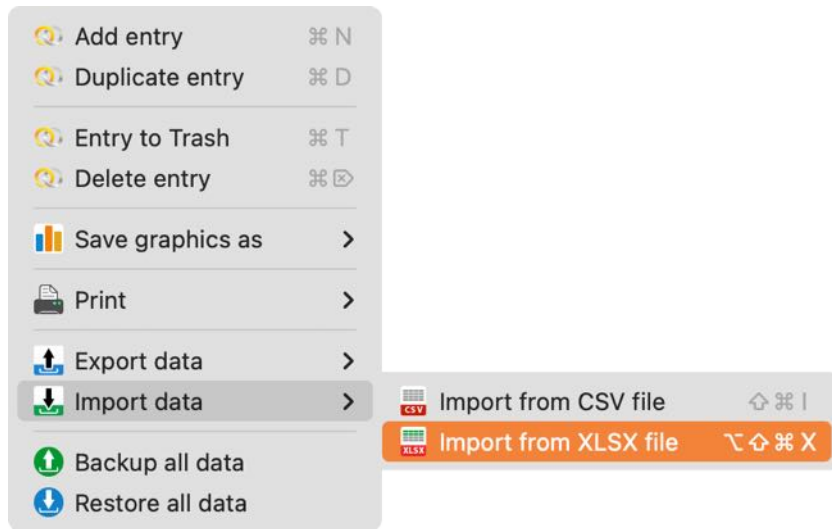 Add entry ⌘ N
Duplicate entry ⌘ D
Entry to Trash ⌘ T
Delete entry ⌘ ⌦
Save graphics as
Print
Export data
Import data
CSV Import from CSV file ⇧ ⌘ I
XLSX Import from XLSX file ⌥ ⇧ ⌘ X
Backup all data
Restore all data